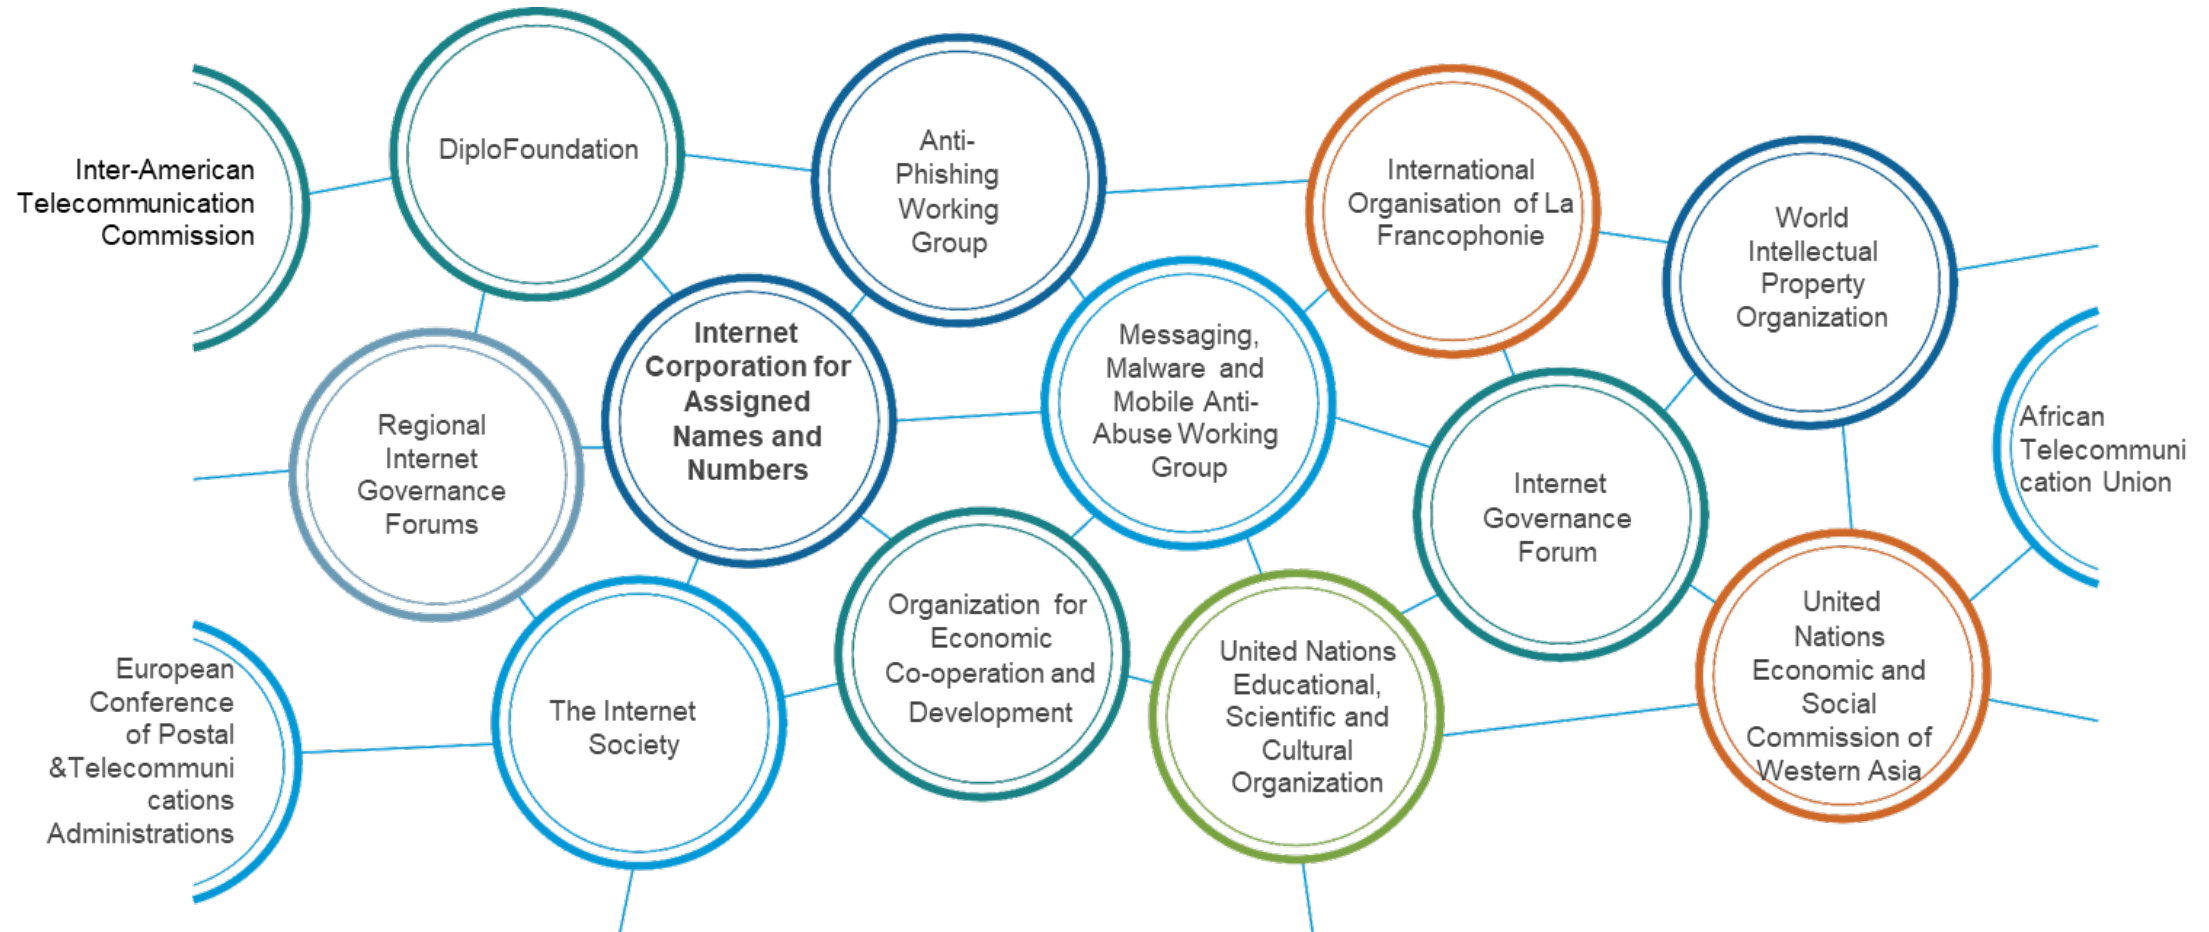 Inter-American
Telecommunication
Commission
DiploFoundation
Anti-
Phishing
Working
Group
International
Organisation of La
Francophonie
World
Intellectual
Property
Organization
Regional
Internet
Governance
Forums
Internet
Corporation for
Assigned
Names and
Numbers
Messaging,
Malware and
Mobile Anti-
Abuse Working
Group
Internet
Governance
Forum
African
Telecommuni
cation Union
European
Conference
of Postal
&Telecommuni
cations
Administrations
The Internet
Society
Organization for
Economic
Co-operation and
Development
United Nations
Educational,
Scientific and
Cultural
Organization
United
Nations
Economic and
Social
Commission of
Western Asia